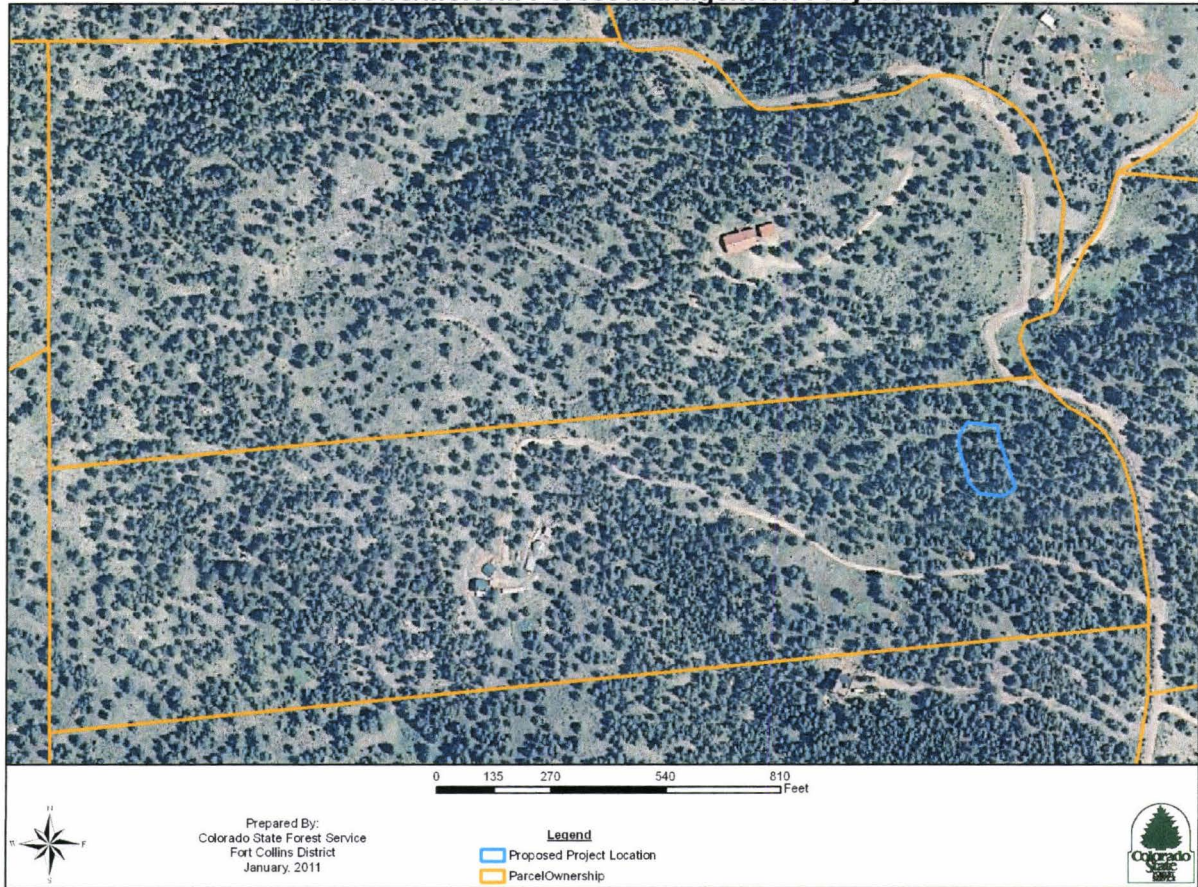 0 135 270 540 810
Feet
N
W E
S
Prepared By:
Colorado State Forest Service
Fort Collins District
January, 2011
Legend
Proposed Project Location
ParcelOwnership
Colorado
State